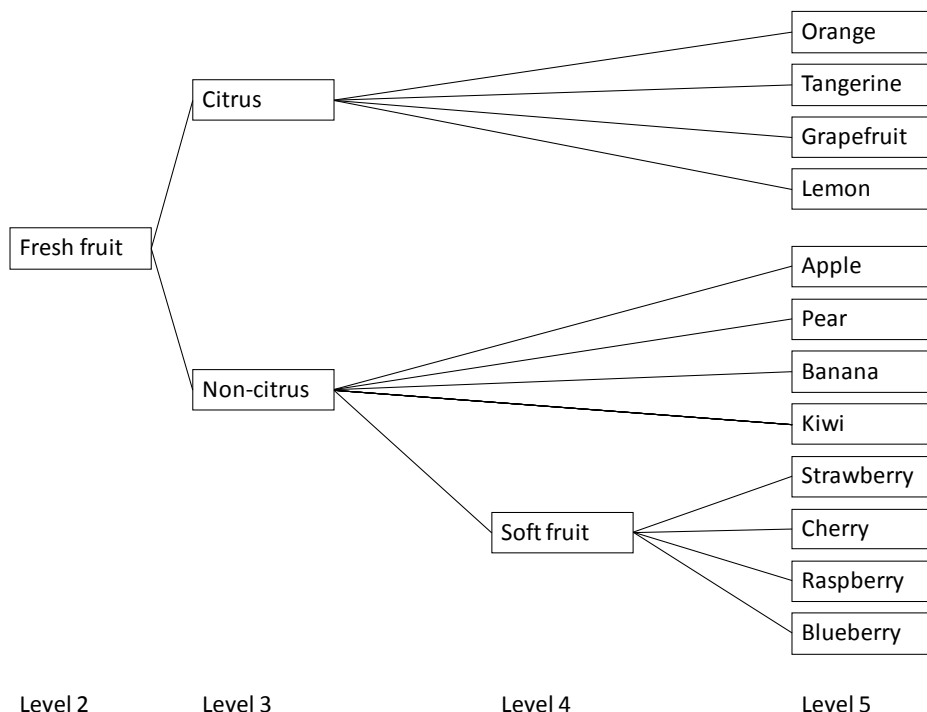 Orange
Citrus
Tangerine
Grapefruit
Lemon
Fresh fruit
Apple
Pear
Non-citrus
Banana
Kiwi
Strawberry
Soft fruit
Cherry
Raspberry
Blueberry
Level 2 Level 3 Level 4 Level 5